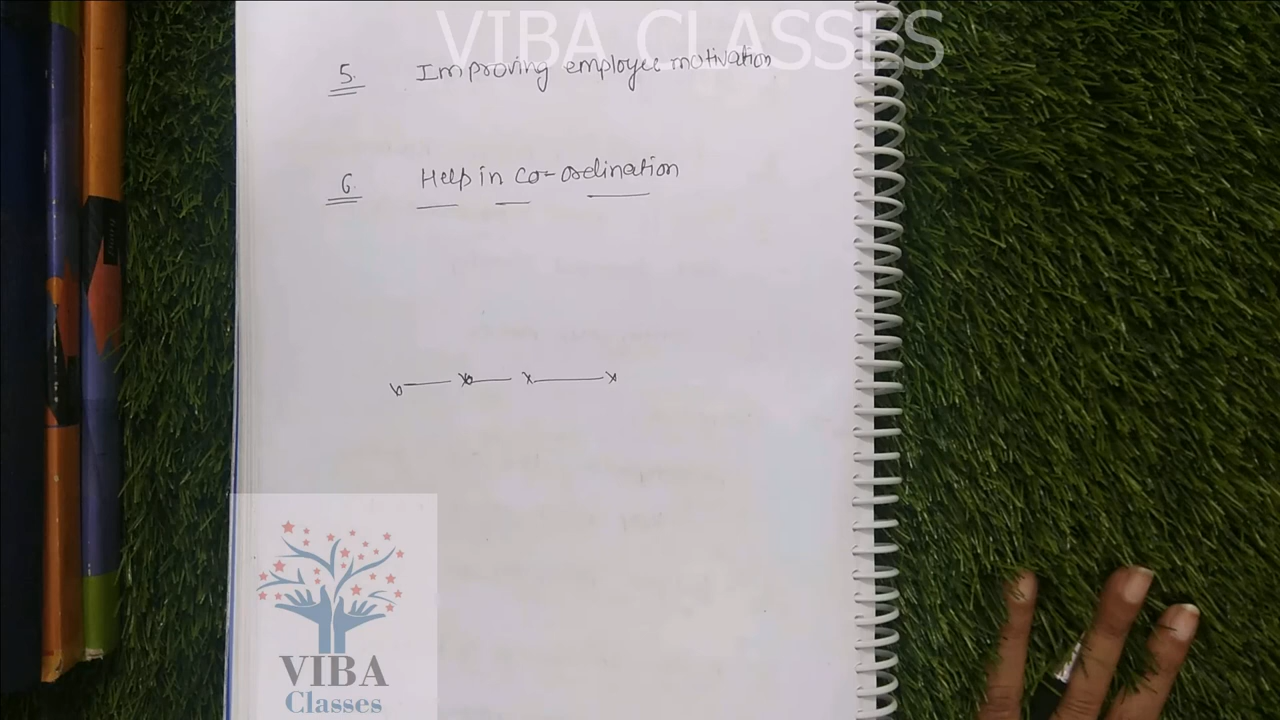 VIBA CLASSES
5. Improving employee motivation
6. Help in co-ordination
x—x—x—x
VIBA
Classes